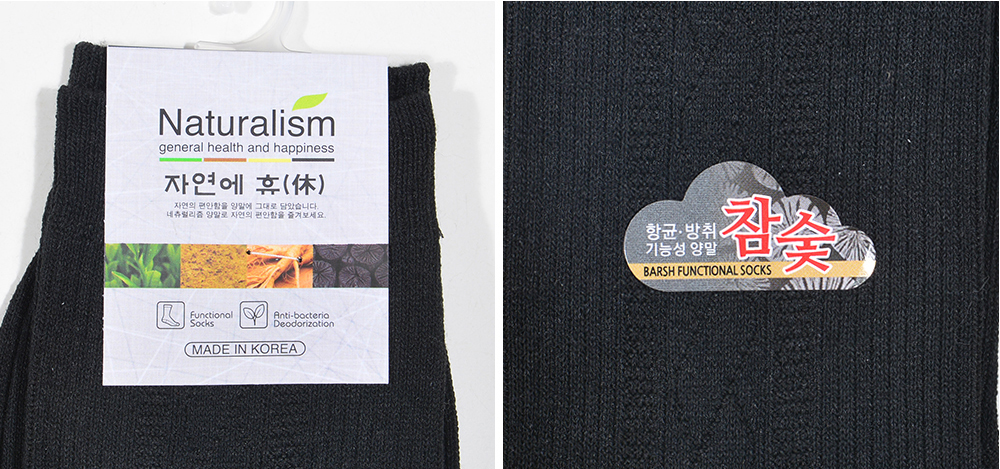 Naturalism
general health and happiness
자연에 휴(休)
자연의 편안함을 양말에 그대로 담았습니다.
네츄럴리즘 양말로 자연의 편안함을 즐겨보세요.
Functional
Socks
Anti-bacteria
Deodorization
MADE IN KOREA
항균·방취
기능성 양말
참숯
BARSH FUNCTIONAL SOCKS